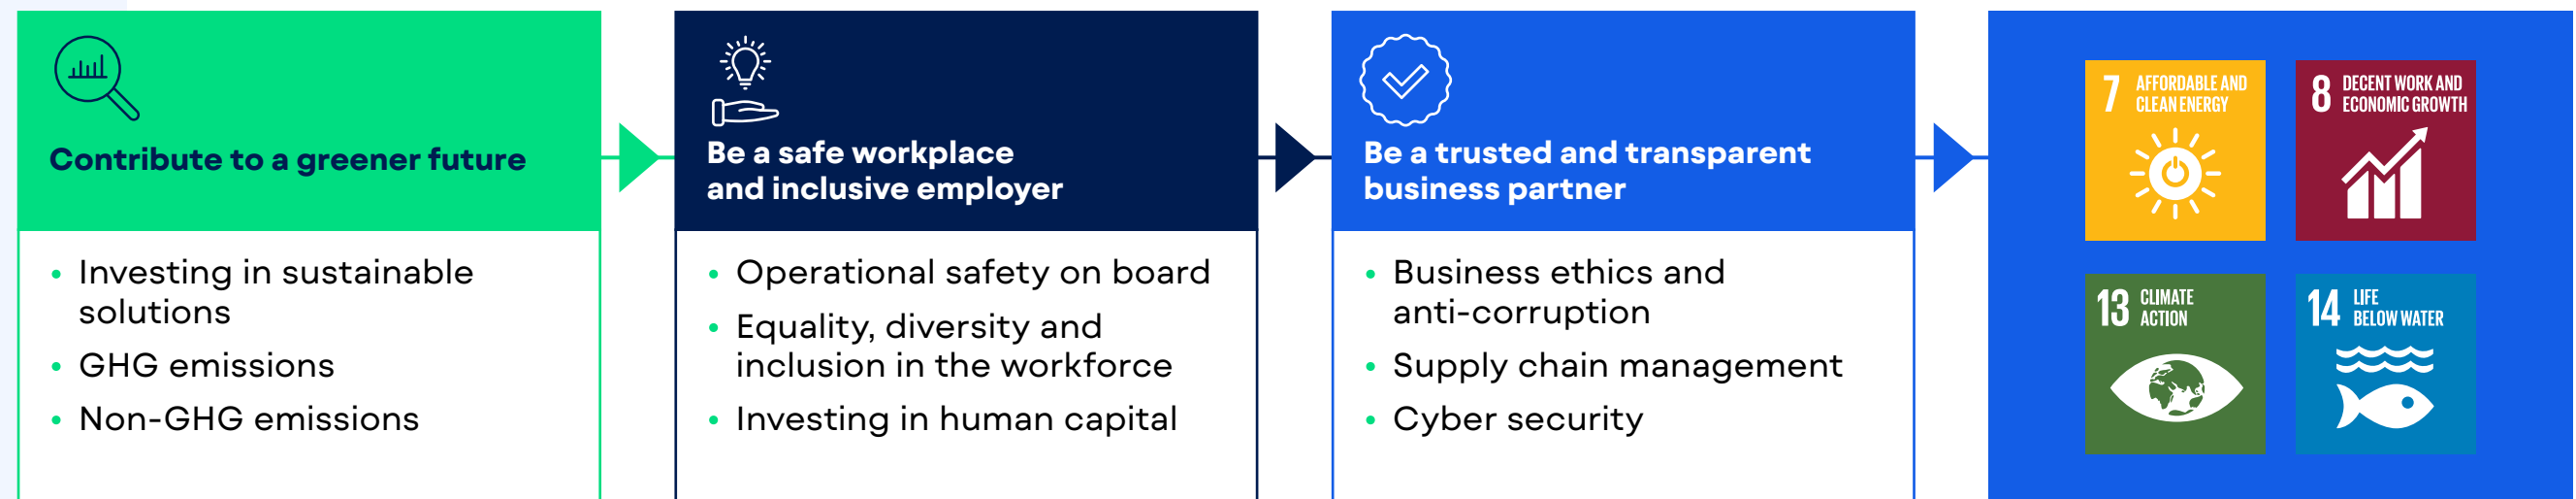 Contribute to a greener future
• Investing in sustainable
solutions
• GHG emissions
• Non-GHG emissions
Be a safe workplace
and inclusive employer
• Operational safety on board
• Equality, diversity and
inclusion in the workforce
• Investing in human capital
Be a trusted and transparent
business partner
• Business ethics and
anti-corruption
• Supply chain management
• Cyber security
7 AFFORDABLE AND
CLEAN ENERGY
8 DECENT WORK AND
ECONOMIC GROWTH
13 CLIMATE
ACTION
14 LIFE
BELOW WATER